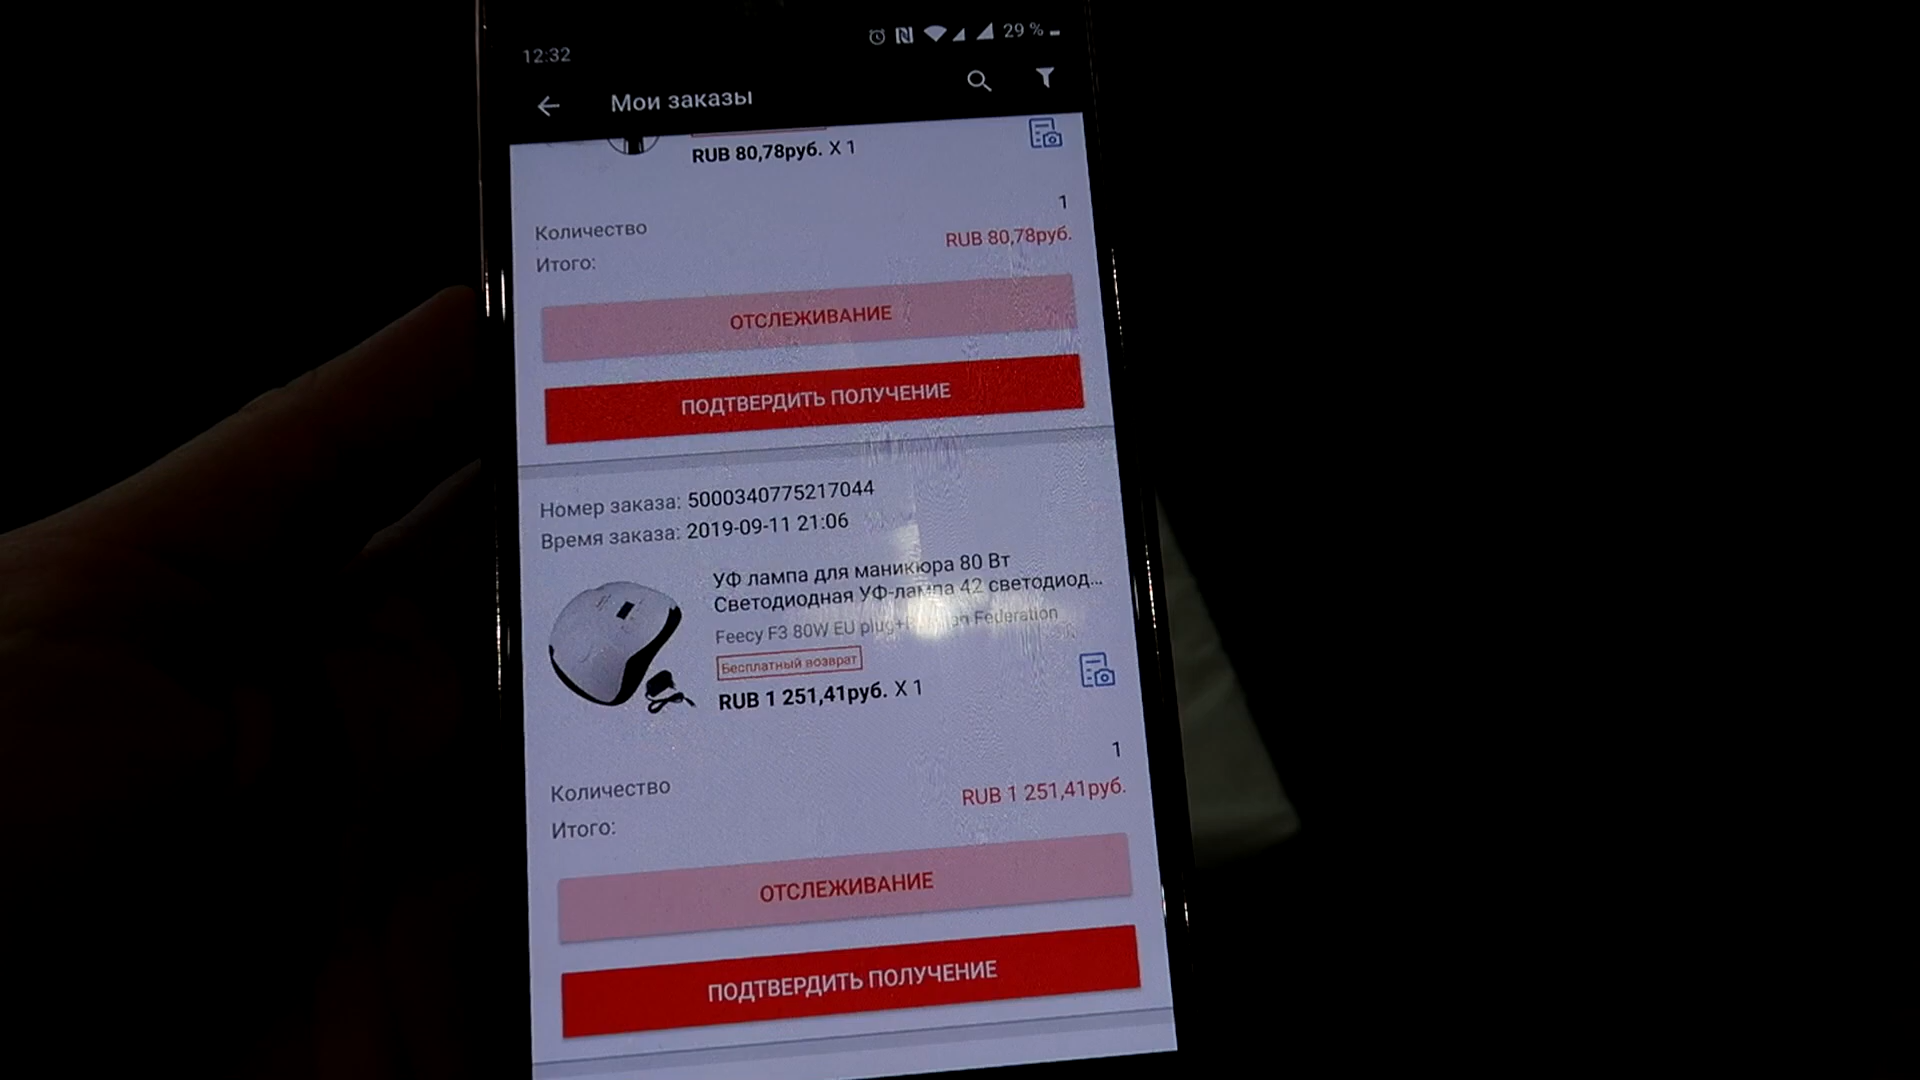 12:32
29 %
Мои заказы
RUB 80,78руб. X 1
1
Количество
RUB 80,78руб.
Итого:
ОТСЛЕЖИВАНИЕ
ПОДТВЕРДИТЬ ПОЛУЧЕНИЕ
Номер заказа: 5000340775217044
Время заказа: 2019-09-11 21:06
УФ лампа для маникюра 80 Вт
Светодиодная УФ-лампа 42 светодиод...
Feecy F3 80W EU plug+ Federation
Бесплатный возврат
RUB 1 251,41руб. X 1
1
Количество
RUB 1 251,41руб.
Итого:
ОТСЛЕЖИВАНИЕ
ПОДТВЕРДИТЬ ПОЛУЧЕНИЕ